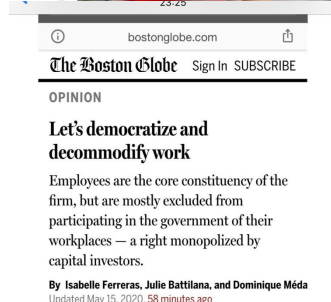 23-25
bostonglobe.com
The Boston Globe Sign In SUBSCRIBE
OPINION
Let's democratize and
decommodify work
Employees are the core constituency of the
firm, but are mostly excluded from
participating in the government of their
workplaces — a right monopolized by
capital investors.
By Isabelle Ferreras, Julie Battilana, and Dominique Méda
Updated May 15, 2020, 58 minutes ago